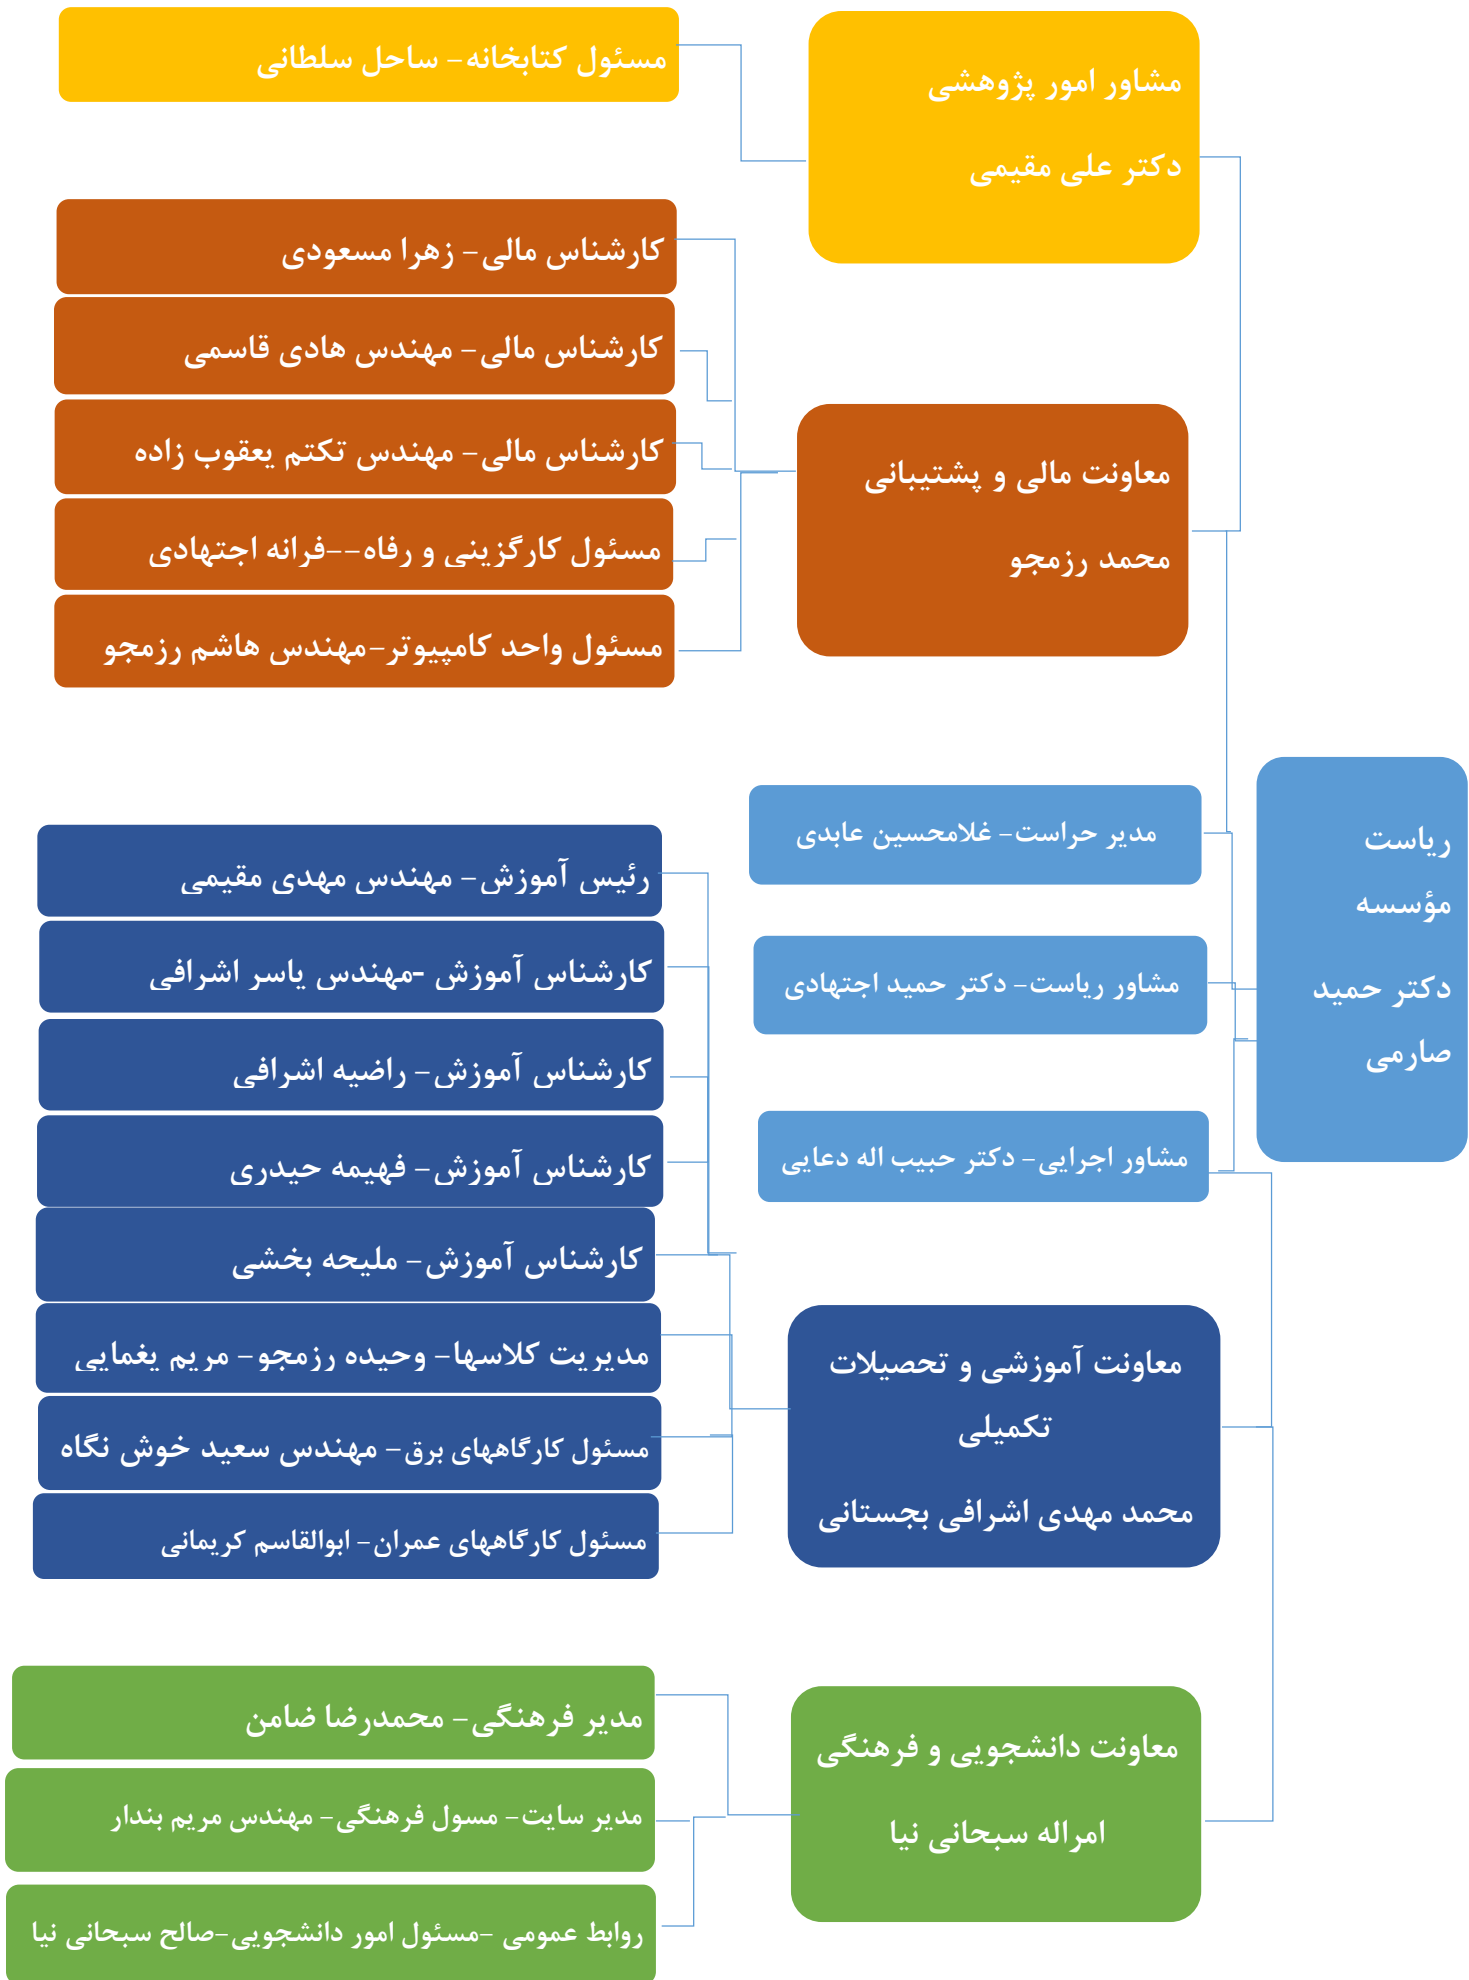 ریاست
مؤسسه
دکتر حمید
صارمی
مشاور امور پژوهشی
دکتر علی مقیمی
مسئول کتابخانه- ساحل سلطانی
معاونت مالی و پشتیبانی
محمد رزمجو
کارشناس مالی- زهرا مسعودی
کارشناس مالی- مهندس هادی قاسمی
کارشناس مالی- مهندس تکتم یعقوب زاده
مسئول کارگزینی و رفاه--فرانه اجتهادی
مسئول واحد کامپیوتر-مهندس هاشم رزمجو
مدیر حراست- غلامحسین عابدی
مشاور ریاست- دکتر حمید اجتهادی
مشاور اجرایی- دکتر حبیب اله دعایی
معاونت آموزشی و تحصیلات
تکمیلی
محمد مهدی اشرافی بجستانی
رئیس آموزش- مهندس مهدی مقیمی
کارشناس آموزش -مهندس یاسر اشرافی
کارشناس آموزش- راضیه اشرافی
کارشناس آموزش- فهیمه حیدری
کارشناس آموزش- ملیحه بخشی
مدیریت کلاسها- وحیده رزمجو- مریم یغمایی
مسئول کارگاههای برق- مهندس سعید خوش نگاه
مسئول کارگاههای عمران- ابوالقاسم کریمانی
معاونت دانشجویی و فرهنگی
امراله سبحانی نیا
مدیر فرهنگی- محمدرضا ضامن
مدیر سایت- مسول فرهنگی- مهندس مریم بندار
روابط عمومی -مسئول امور دانشجویی-صالح سبحانی نیا